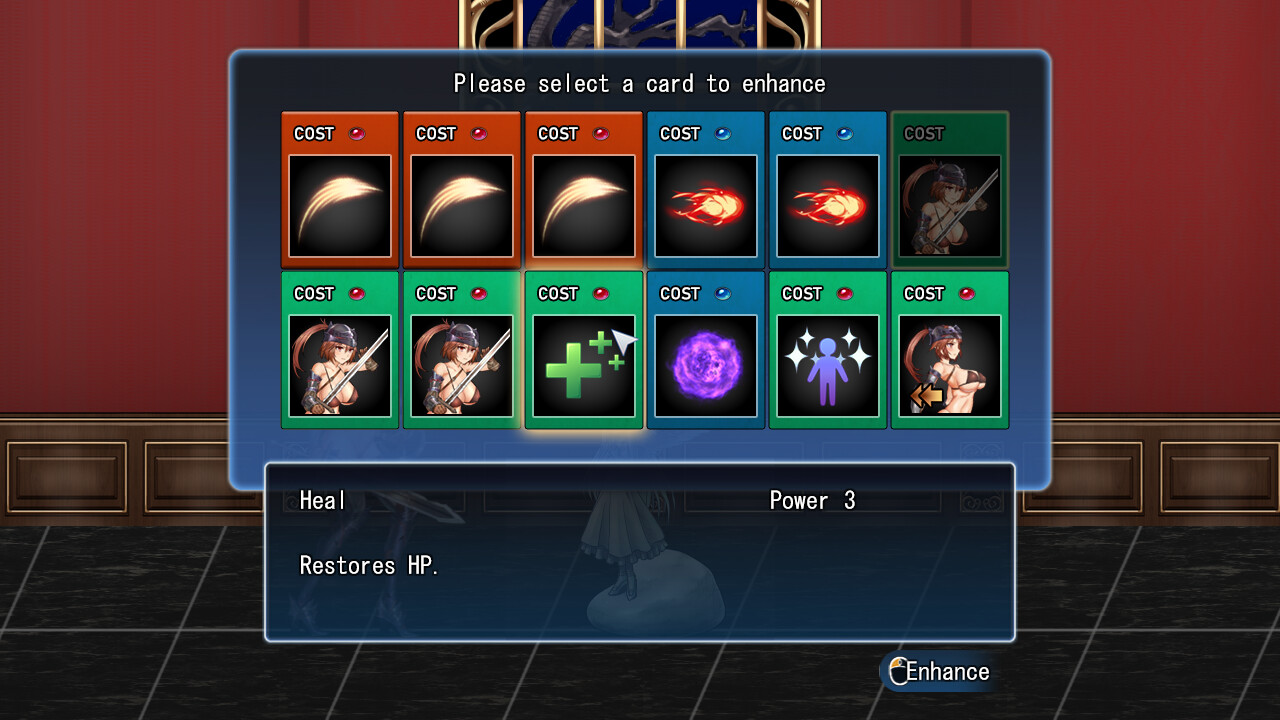 Please select a card to enhance
COST COST COST COST COST COST
COST COST COST COST COST COST
Heal Power 3
Restores HP.
Enhance